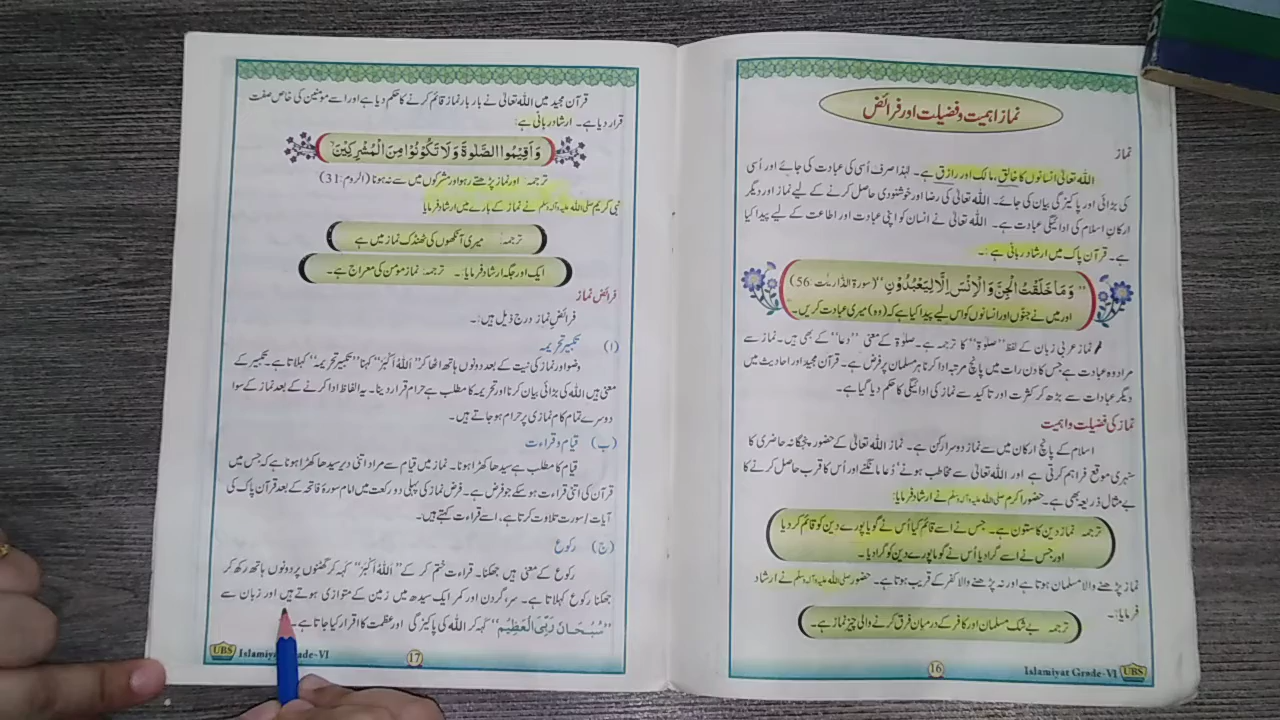 نماز اہمیت و فضیلت اور فرائض
نماز
اللہ تعالیٰ انسانوں کا خالق، مالک اور رازق ہے۔ لہٰذا صرف اُسی کی عبادت کی جائے اور اُسی
کی بڑائی اور پاکیزگی بیان کی جائے۔ اللہ تعالیٰ کی رضا اور خوشنودی حاصل کرنے کے لیے نماز اور دیگر
ارکانِ اسلام کی ادائیگی عبادت ہے۔ اللہ تعالیٰ نے انسان کو اپنی عبادت اور اطاعت کے لیے پیدا کیا
ہے۔ قرآن پاک میں ارشادِ ربانی ہے:۔
”وَمَا خَلَقْتُ الْجِنَّ وَالْاِنْسَ اِلَّا لِيَعْبُدُوْنِ“ (سورۃ الذاریات: 56)
اور میں نے جنوں اور انسانوں کو اس لیے پیدا کیا ہے کہ (وہ) میری عبادت کریں۔
نماز عربی زبان کے لفظ ”صلوٰۃ“ کا ترجمہ ہے۔ صلوٰۃ کے معنی ”دعا“ کے بھی ہیں۔ نماز سے
مراد وہ عبادت ہے جس کا دن رات میں پانچ مرتبہ ادا کرنا ہر مسلمان پر فرض ہے۔ قرآن مجید اور احادیث میں
دیگر عبادات سے بڑھ کر کثرت اور تاکید سے نماز کی ادائیگی کا حکم دیا گیا ہے۔
نماز کی فضیلت و اہمیت
اسلام کے پانچ ارکان میں سے نماز دوسرا رکن ہے۔ نماز اللہ تعالیٰ کے حضور پنجگانہ حاضری کا
سنہری موقع فراہم کرتی ہے اور اللہ تعالیٰ سے مخاطب ہونے‘ دُعا مانگنے اور اُس کا قرب حاصل کرنے کا
بے مثال ذریعہ بھی ہے۔ حضور اکرم صلی اللہ علیہ وآلہ وسلم نے ارشاد فرمایا:
ترجمہ نماز دین کا ستون ہے۔ جس نے اسے قائم کیا اُس نے گویا پورے دین کو قائم کر دیا
اور جس نے اسے گرا دیا اُس نے گویا پورے دین کو گرا دیا۔
نماز پڑھنے والا مسلمان ہوتا ہے اور نہ پڑھنے والا کفر کے قریب ہوتا ہے۔ حضور صلی اللہ علیہ وآلہ وسلم نے ارشاد
فرمایا:۔
ترجمہ بے شک مسلمان اور کافر کے درمیان فرق کرنے والی چیز نماز ہے۔
16
Islamiyat Grade-VI UBS
قرآن مجید میں اللہ تعالیٰ نے بار بار نماز قائم کرنے کا حکم دیا ہے اور اسے مومنین کی خاص صفت
قرار دیا ہے۔ ارشادِ ربانی ہے:
وَاَقِيْمُوا الصَّلٰوةَ وَلَا تَكُوْنُوْا مِنَ الْمُشْرِكِيْنَ
ترجمہ: اور نماز پڑھتے رہو اور مشرکوں میں سے نہ ہونا (الروم:31)
نبی کریم صلی اللہ علیہ وآلہ وسلم نے نماز کے بارے میں ارشاد فرمایا
ترجمہ: میری آنکھوں کی ٹھنڈک نماز میں ہے
ایک اور جگہ ارشاد فرمایا:۔ ترجمہ: نماز مومن کی معراج ہے۔
فرائضِ نماز
فرائضِ نماز درج ذیل ہیں:۔
(ا) تکبیر تحریمہ
وضو اور نماز کی نیت کے بعد دونوں ہاتھ اٹھا کر ”اَللّٰهُ اَكْبَرُ“ کہنا ”تکبیر تحریمہ“ کہلاتا ہے۔ تکبیر کے
معنی ہیں اللہ کی بڑائی بیان کرنا اور تحریمہ کا مطلب ہے حرام قرار دینا۔ یہ الفاظ ادا کرنے کے بعد نماز کے سوا
دوسرے تمام کام نمازی پر حرام ہو جاتے ہیں۔
(ب) قیام و قراءت
قیام کا مطلب ہے سیدھا کھڑا ہونا۔ نماز میں قیام سے مراد اتنی دیر سیدھا کھڑا ہونا ہے کہ جس میں
قرآن کی اتنی قراءت ہو سکے جو فرض ہے۔ فرض نماز کی پہلی دو رکعت میں امام سورۃ فاتحہ کے بعد قرآن پاک کی
آیات/سورت تلاوت کرتا ہے، اسے قراءت کہتے ہیں۔
(ج) رکوع
رکوع کے معنی ہیں جھکنا۔ قراءت ختم کر کے ”اَللّٰهُ اَكْبَرُ“ کہہ کر گھٹنوں پر دونوں ہاتھ رکھ کر
جھکنا رکوع کہلاتا ہے۔ سر، گردن اور کمر ایک سیدھ میں زمین کے متوازی ہوتے ہیں اور زبان سے
”سُبْحَانَ رَبِّيَ الْعَظِيْم“ کہہ کر اللہ کی پاکیزگی اور عظمت کا اقرار کیا جاتا ہے۔
UBS Islamiyat Grade-VI
17